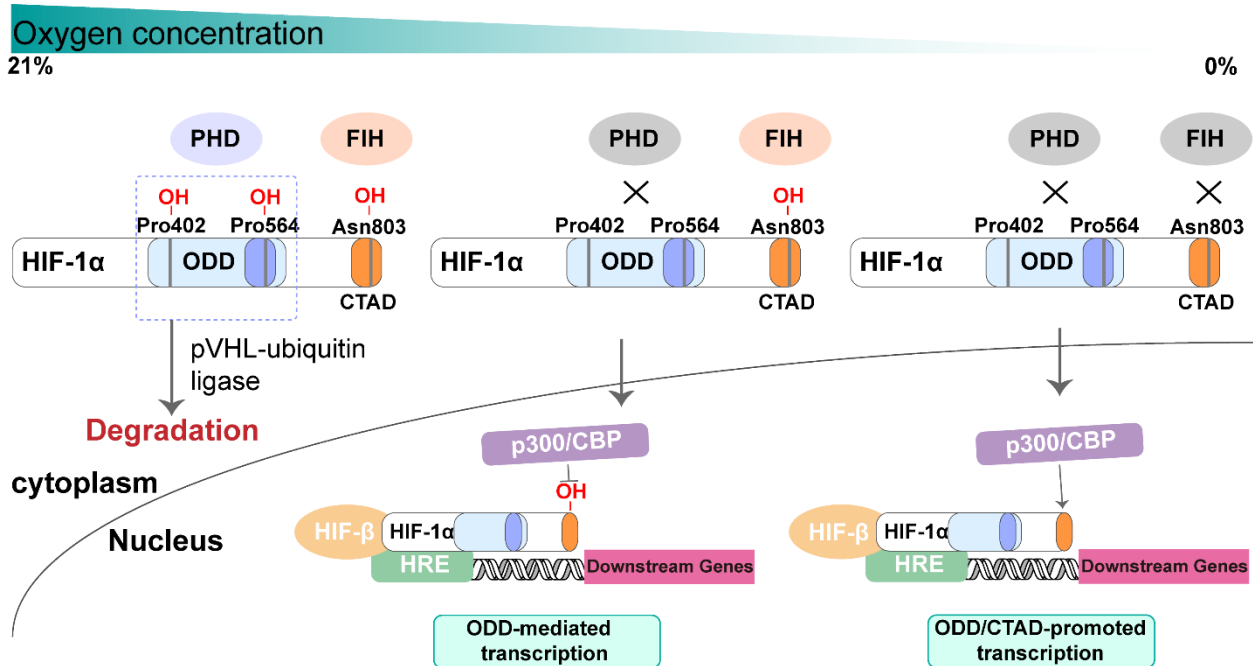 Oxygen concentration
21%
0%
PHD
FIH
OH
OH
OH
Pro402
Pro564
Asn803
HIF-1α
ODD
CTAD
pVHL-ubiquitin
ligase
Degradation
PHD
FIH
OH
Pro402
Pro564
Asn803
HIF-1α
ODD
CTAD
PHD
FIH
Pro402
Pro564
Asn803
HIF-1α
ODD
CTAD
cytoplasm
Nucleus
p300/CBP
OH
HIF-β
HIF-1α
HRE
Downstream Genes
ODD-mediated
transcription
p300/CBP
HIF-β
HIF-1α
HRE
Downstream Genes
ODD/CTAD-promoted
transcription